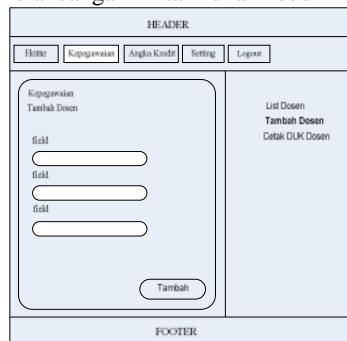 HEADER
Home Kepegawaian Angka Kredit Setting Logout
Kepegawaian
Tambah Dosen
field
field
field
Tambah
List Dosen
Tambah Dosen
Cetak DUK Dosen
FOOTER